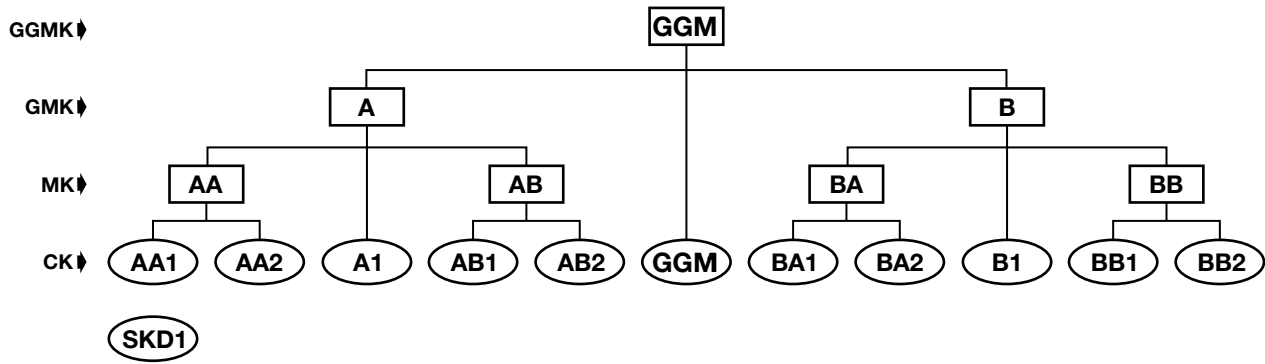 GGMK GGM
GMK A B
MK AA AB BA BB
CK AA1 AA2 A1 AB1 AB2 GGM BA1 BA2 B1 BB1 BB2
SKD1